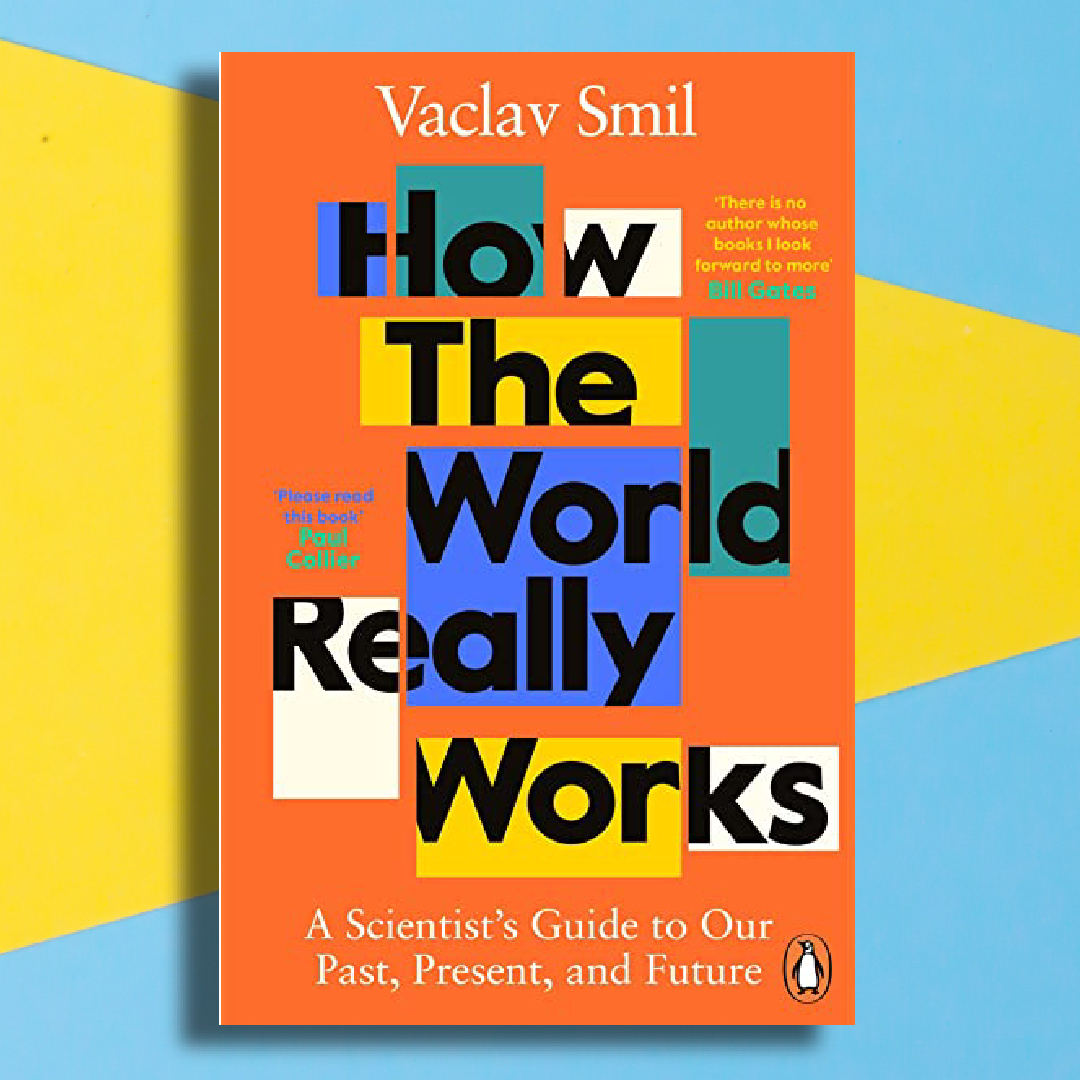 Vaclav Smil
How
'There is no
author whose
books I look
forward to more'
Bill Gates
The
World
'Please read
this book'
Paul
Collier
Really
Works
A Scientist's Guide to Our
Past, Present, and Future